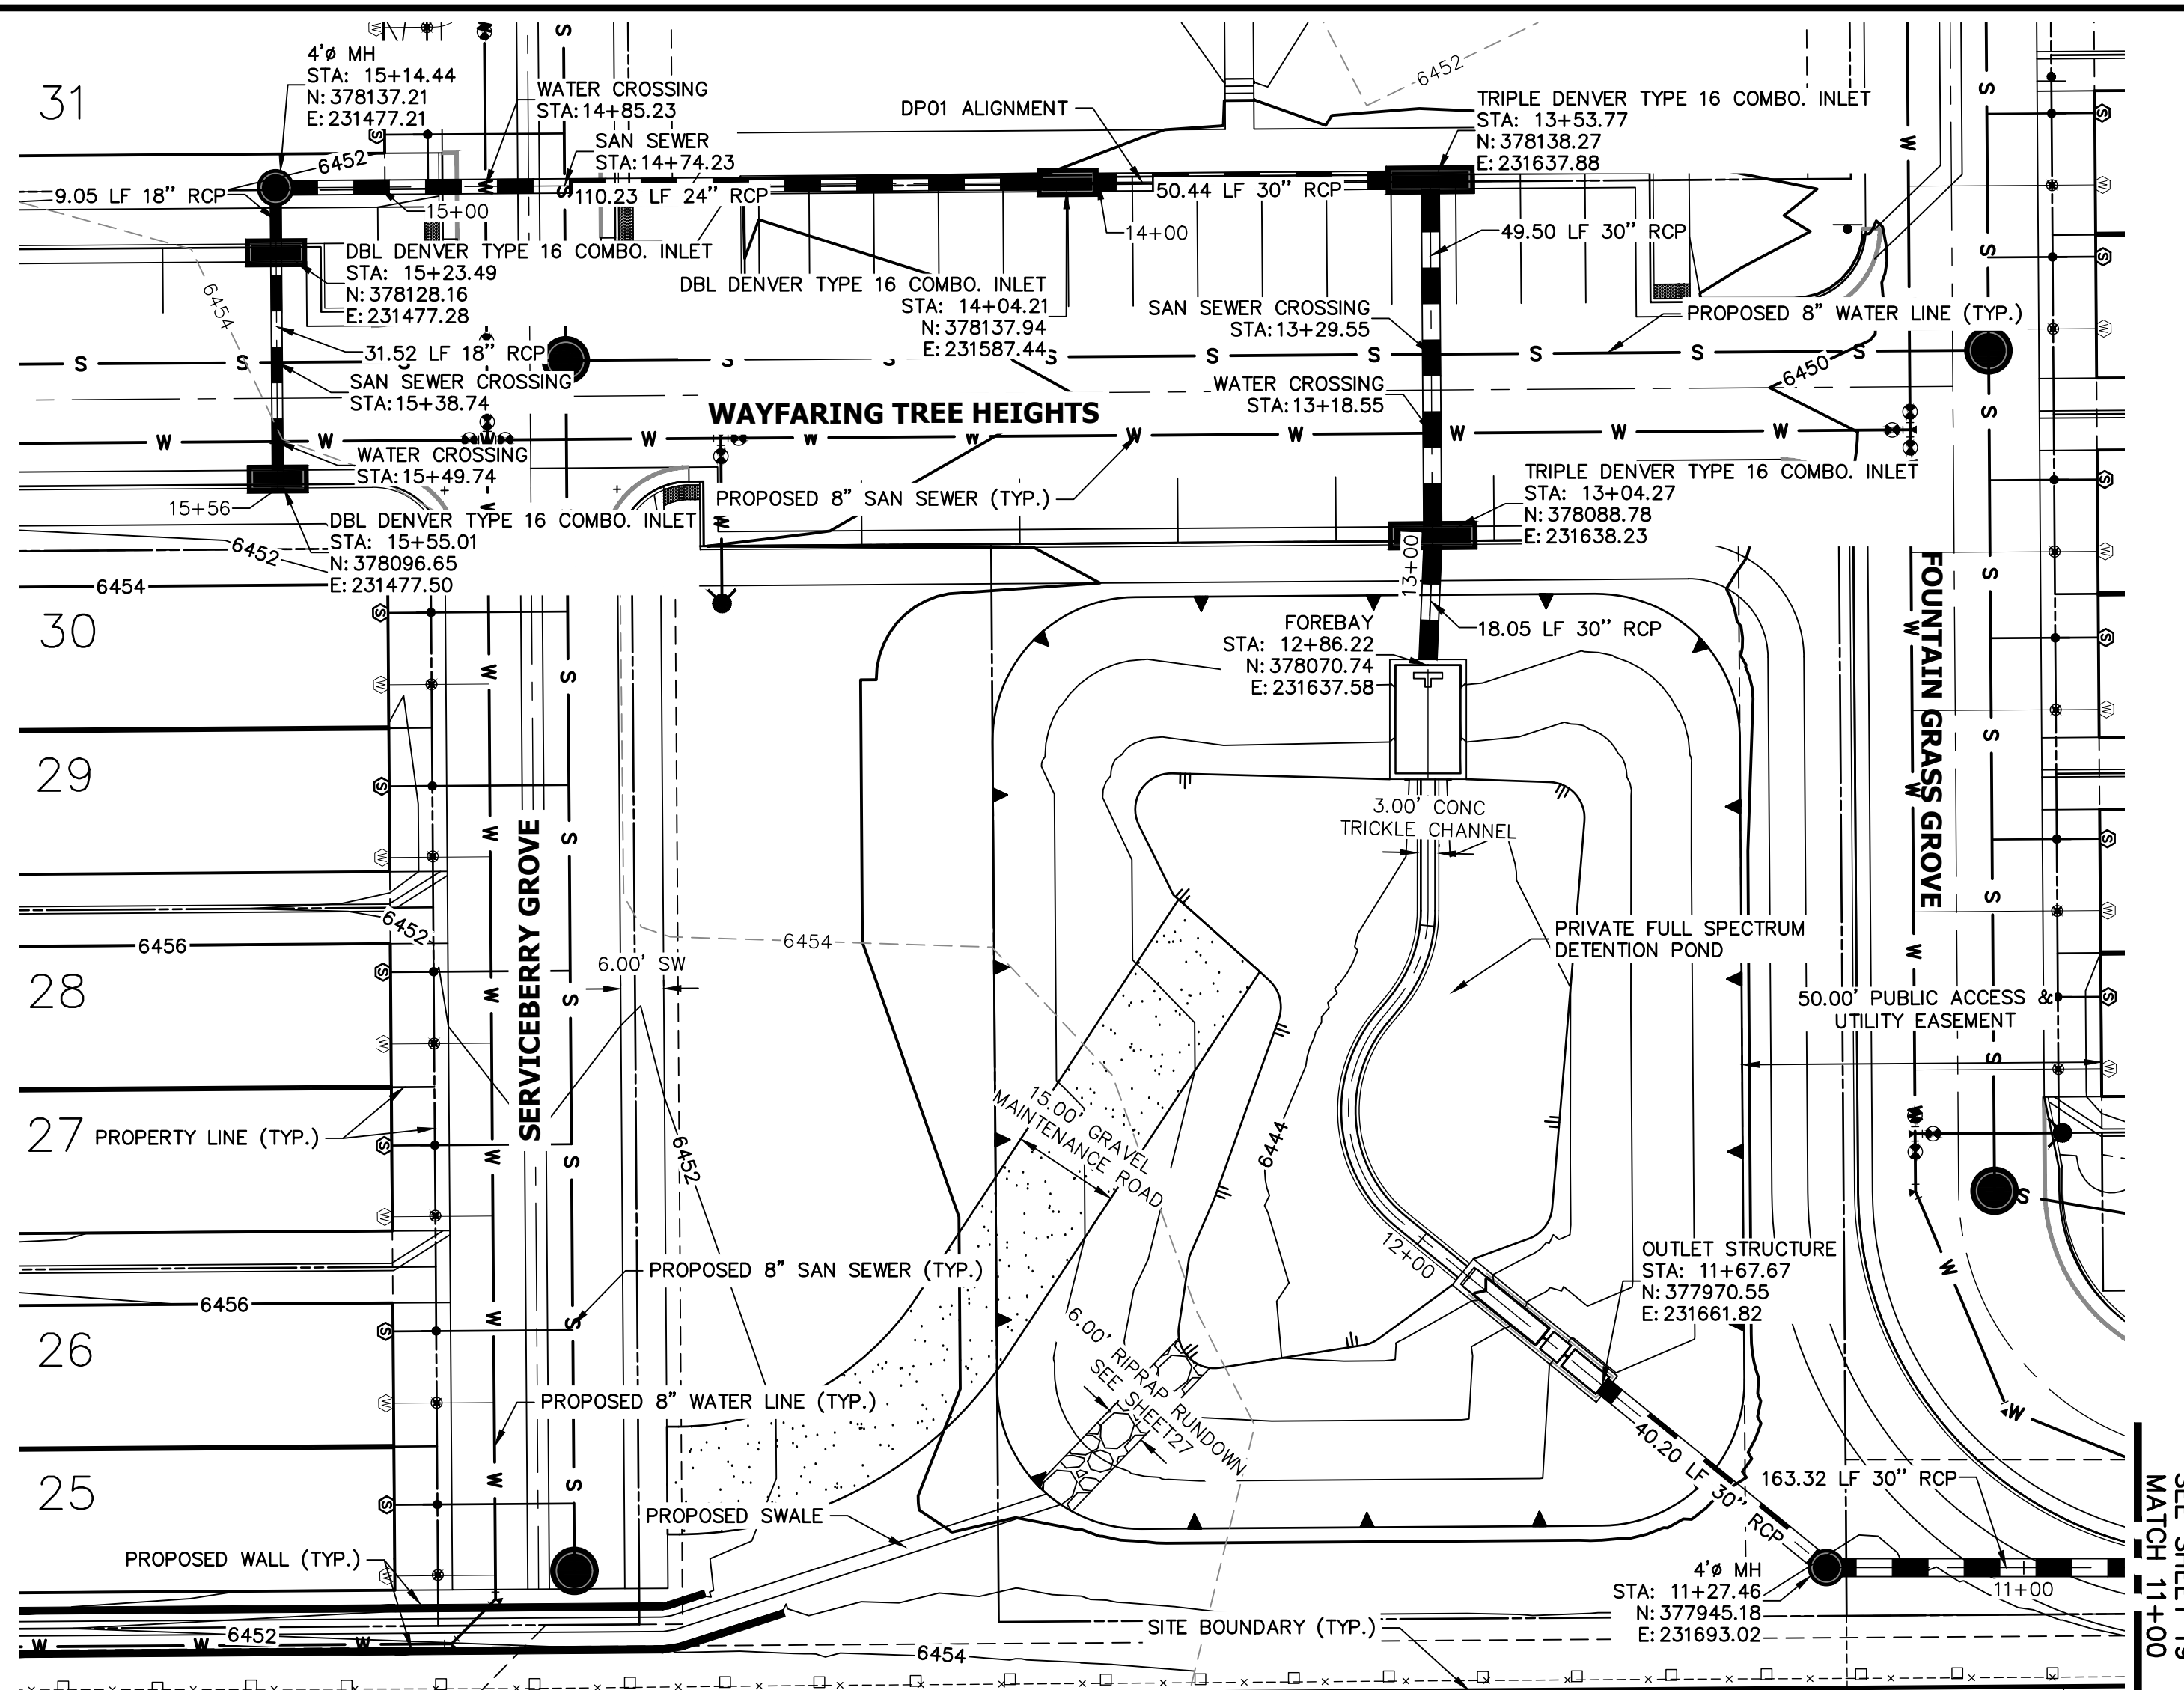 31
4'ø MH
STA: 15+14.44
N: 378137.21
E: 231477.21
WATER CROSSING
STA: 14+85.23
SAN SEWER
STA: 14+74.23
DP01 ALIGNMENT
6452
TRIPLE DENVER TYPE 16 COMBO. INLET
STA: 13+53.77
N: 378138.27
E: 231637.88
6452
9.05 LF 18" RCP
15+00
110.23 LF 24" RCP
50.44 LF 30" RCP
14+00
49.50 LF 30" RCP
DBL DENVER TYPE 16 COMBO. INLET
STA: 15+23.49
N: 378128.16
E: 231477.28
6454
DBL DENVER TYPE 16 COMBO. INLET
STA: 14+04.21
N: 378137.94
E: 231587.44
SAN SEWER CROSSING
STA: 13+29.55
PROPOSED 8" WATER LINE (TYP.)
31.52 LF 18" RCP
SAN SEWER CROSSING
STA: 15+38.74
WAYFARING TREE HEIGHTS
WATER CROSSING
STA: 13+18.55
6450
WATER CROSSING
STA: 15+49.74
PROPOSED 8" SAN SEWER (TYP.)
TRIPLE DENVER TYPE 16 COMBO. INLET
STA: 13+04.27
N: 378088.78
E: 231638.23
15+56
DBL DENVER TYPE 16 COMBO. INLET
STA: 15+55.01
N: 378096.65
E: 231477.50
6452
6454
13+00
30
FOREBAY
STA: 12+86.22
N: 378070.74
E: 231637.58
18.05 LF 30" RCP
FOUNTAIN GRASS GROVE
29
3.00' CONC
TRICKLE CHANNEL
SERVICEBERRY GROVE
6452
6456
6454
6.00' SW
PRIVATE FULL SPECTRUM
DETENTION POND
28
50.00' PUBLIC ACCESS &
UTILITY EASEMENT
27
PROPERTY LINE (TYP.)
6452
15.00' GRAVEL
MAINTENANCE ROAD
6444
12+00
OUTLET STRUCTURE
STA: 11+67.67
N: 377970.55
E: 231661.82
PROPOSED 8" SAN SEWER (TYP.)
6456
26
6.00' RIPRAP RUNDOWN
SEE SHEET27
PROPOSED 8" WATER LINE (TYP.)
40.20 LF 30" RCP
163.32 LF 30" RCP
25
PROPOSED SWALE
PROPOSED WALL (TYP.)
4'ø MH
STA: 11+27.46
N: 377945.18
E: 231693.02
11+00
SITE BOUNDARY (TYP.)
6452
6454
SEE SHEET 19
MATCH 11+00